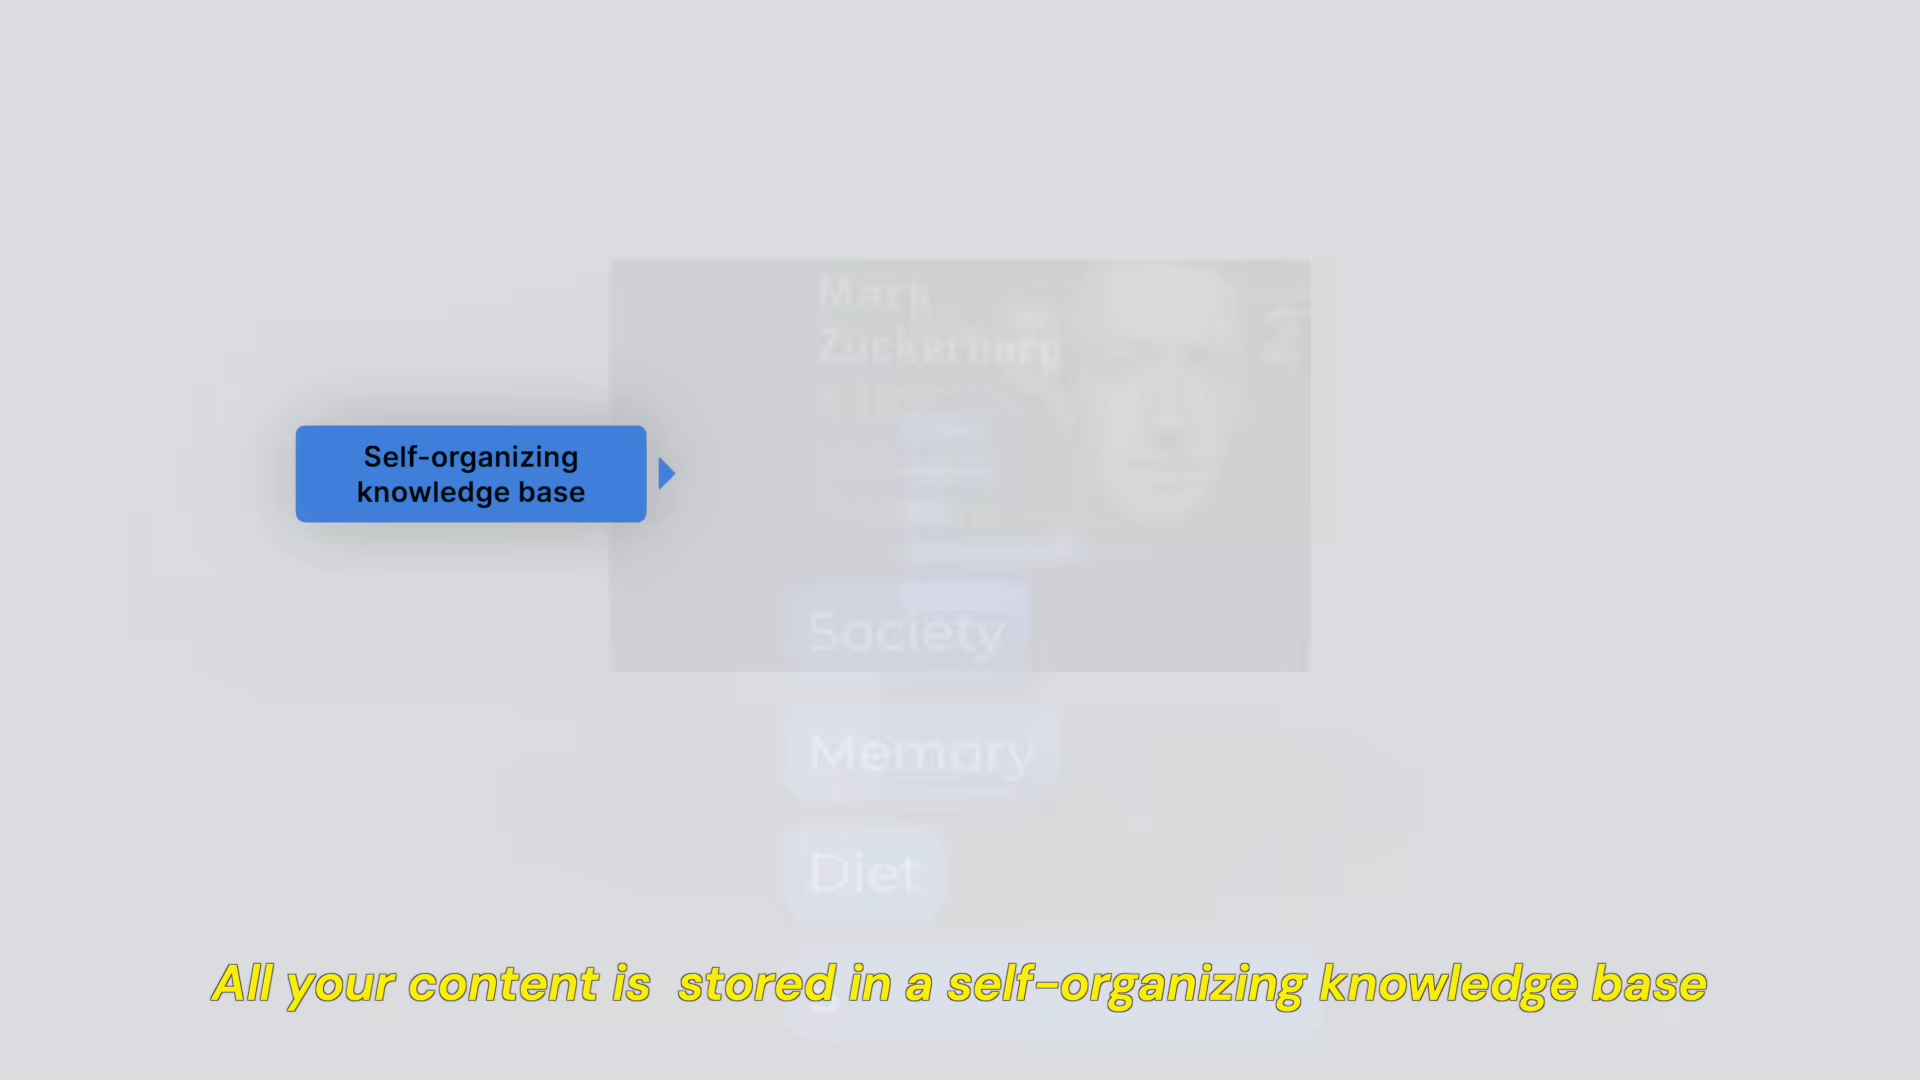 Mark
Zuckerberg
2
Self-organizing
knowledge base
Society
Memory
Diet
All your content is stored in a self-organizing knowledge base